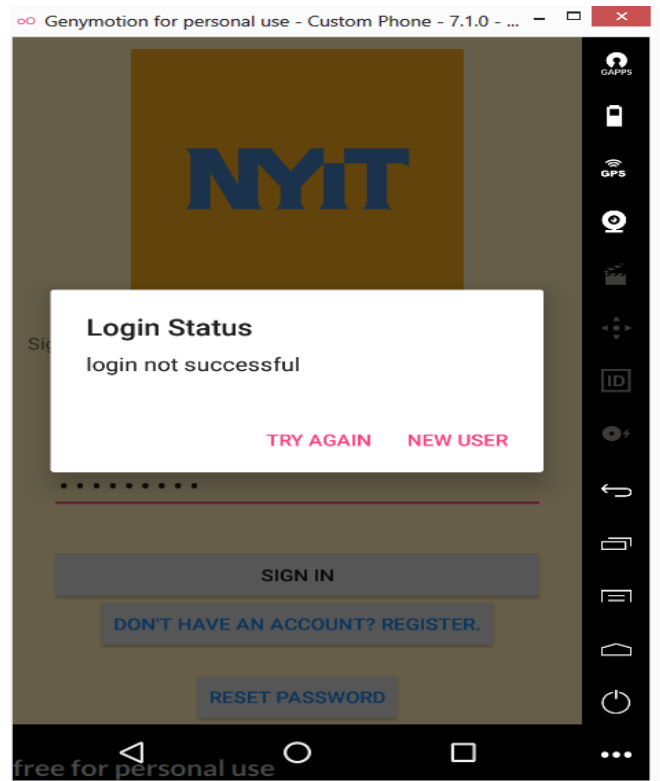 Genymotion for personal use - Custom Phone - 7.1.0 - ...
GAPPS
NYiT
GPS
Login Status
Sig
login not successful
ID
TRY AGAIN NEW USER
SIGN IN
DON'T HAVE AN ACCOUNT? REGISTER.
RESET PASSWORD
free for personal use